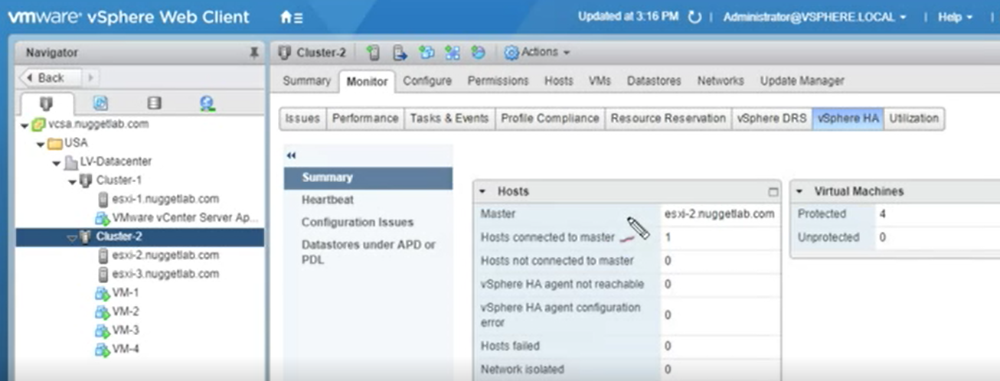 vmware® vSphere Web Client
Updated at 3:16 PM | Administrator@VSPHERE.LOCAL | Help |
Navigator
Back
vcsa.nuggetlab.com
USA
LV-Datacenter
Cluster-1
esxi-1.nuggetlab.com
VMware vCenter Server Ap...
Cluster-2
esxi-2.nuggetlab.com
esxi-3.nuggetlab.com
VM-1
VM-2
VM-3
VM-4
Cluster-2 Actions
Summary Monitor Configure Permissions Hosts VMs Datastores Networks Update Manager
Issues Performance Tasks & Events Profile Compliance Resource Reservation vSphere DRS vSphere HA Utilization
Summary
Heartbeat
Configuration Issues
Datastores under APD or
PDL
Hosts
Master esxi-2.nuggetlab.com
Hosts connected to master 1
Hosts not connected to master 0
vSphere HA agent not reachable 0
vSphere HA agent configuration
error 0
Hosts failed 0
Network isolated 0
Virtual Machines
Protected 4
Unprotected 0